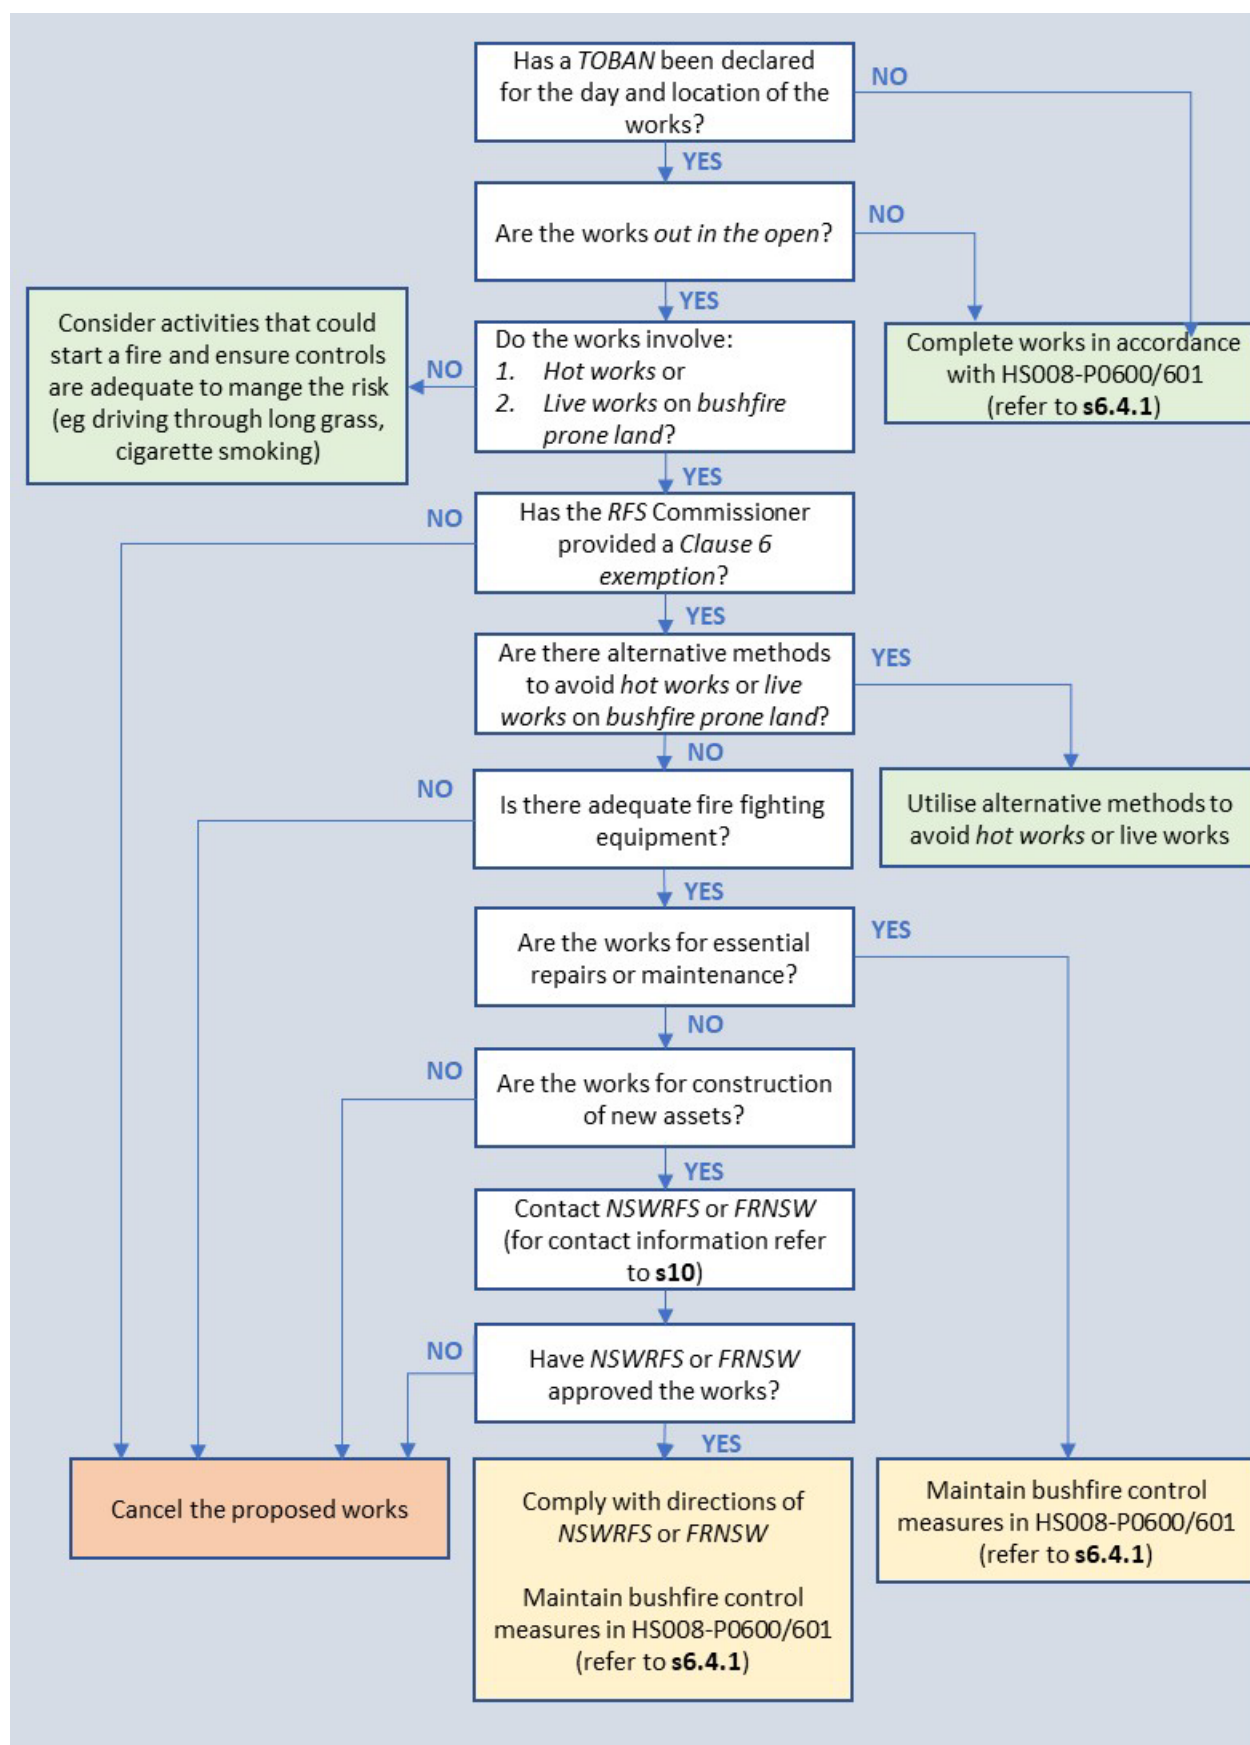 Has a TOBAN been declared
for the day and location of the
works?
NO
YES
Are the works out in the open?
NO
YES
Consider activities that could
start a fire and ensure controls
are adequate to mange the risk
(eg driving through long grass,
cigarette smoking)
NO
Do the works involve:
1. Hot works or
2. Live works on bushfire
prone land?
Complete works in accordance
with HS008-P0600/601
(refer to s6.4.1)
YES
NO
Has the RFS Commissioner
provided a Clause 6
exemption?
YES
Are there alternative methods
to avoid hot works or live
works on bushfire prone land?
YES
NO
NO
Is there adequate fire fighting
equipment?
Utilise alternative methods to
avoid hot works or live works
YES
Are the works for essential
repairs or maintenance?
YES
NO
NO
Are the works for construction
of new assets?
YES
Contact NSWRFS or FRNSW
(for contact information refer
to s10)
NO
Have NSWRFS or FRNSW
approved the works?
YES
Cancel the proposed works
Comply with directions of
NSWRFS or FRNSW
Maintain bushfire control
measures in HS008-P0600/601
(refer to s6.4.1)
Maintain bushfire control
measures in HS008-P0600/601
(refer to s6.4.1)